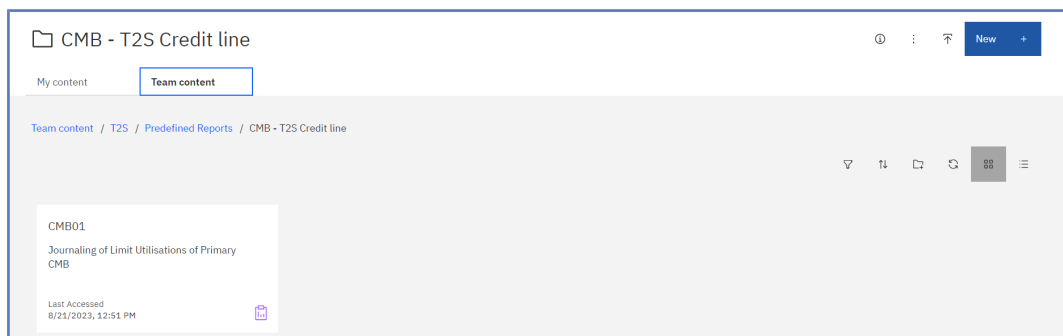 CMB - T2S Credit line
New +
My content Team content
Team content / T2S / Predefined Reports / CMB - T2S Credit line
CMB01
Journaling of Limit Utilisations of Primary
CMB
Last Accessed
8/21/2023, 12:51 PM